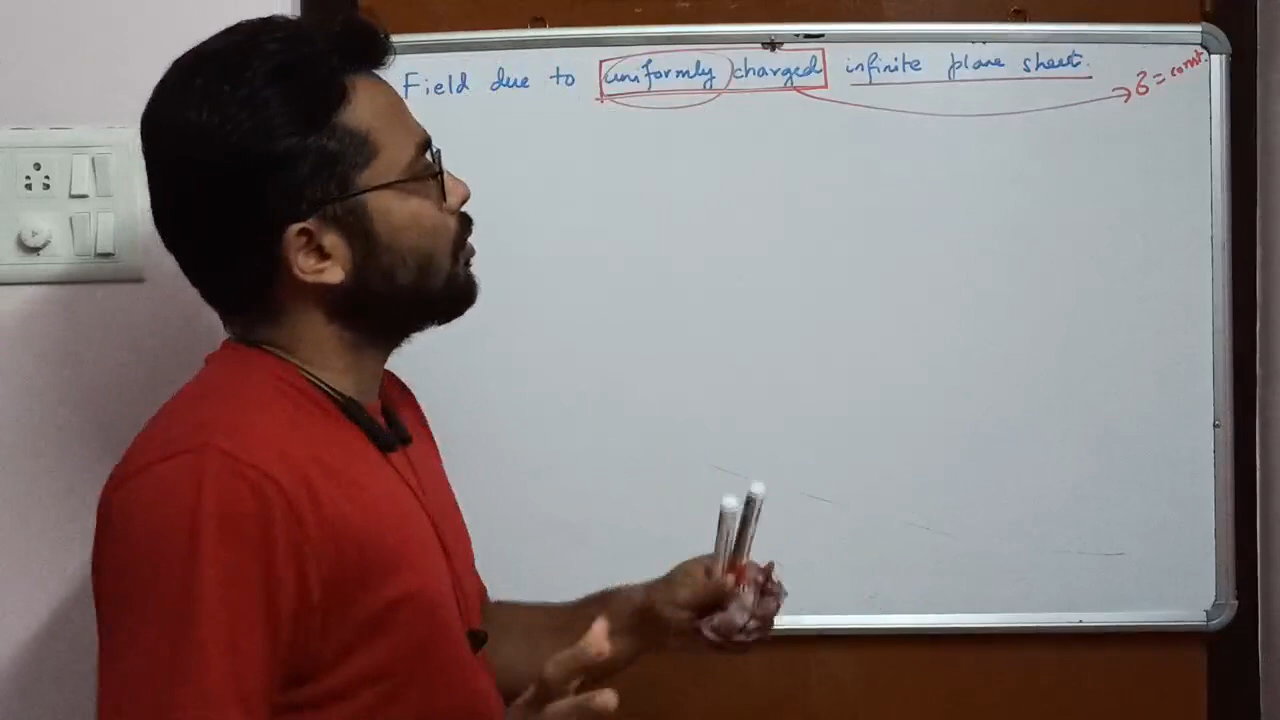 Field due to uniformly charged infinite plane sheet.
σ = const.